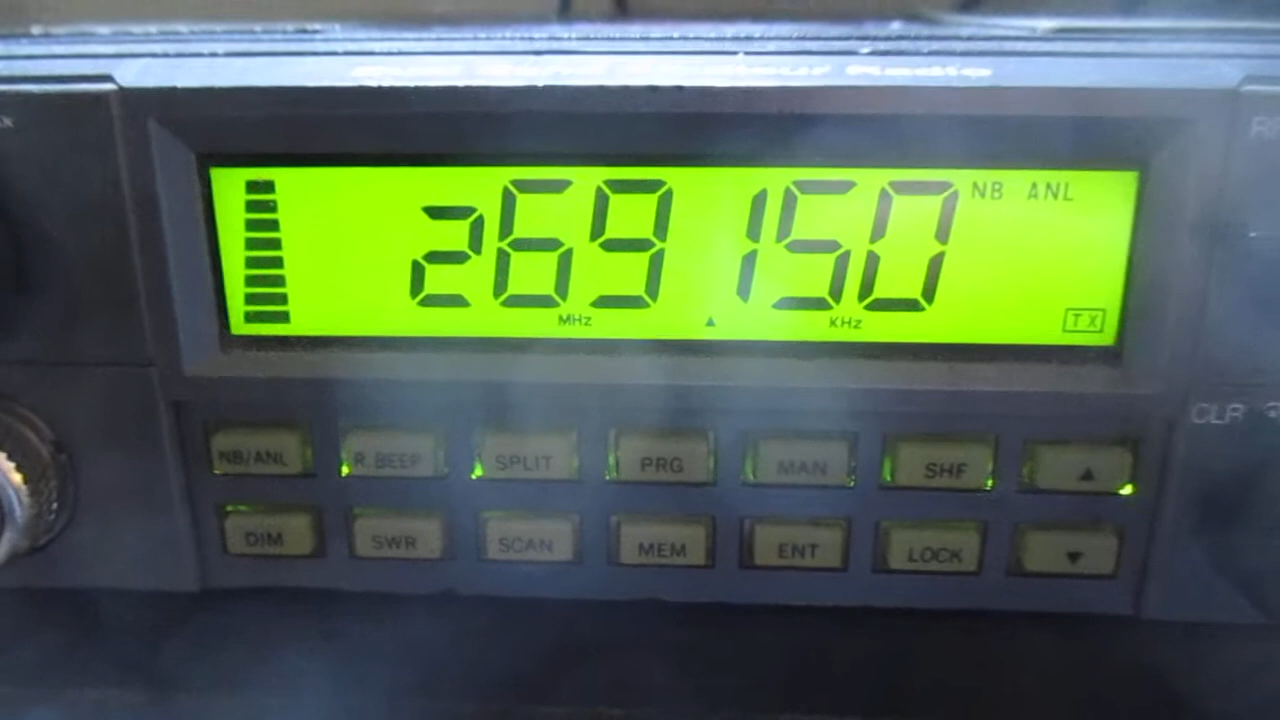 269 150 NB ANL
MHz ▲ KHz TX
NB/ANL R.BEEP SPLIT PRG MAN SHF ▲
CLR
DIM SWR SCAN MEM ENT LOCK ▼